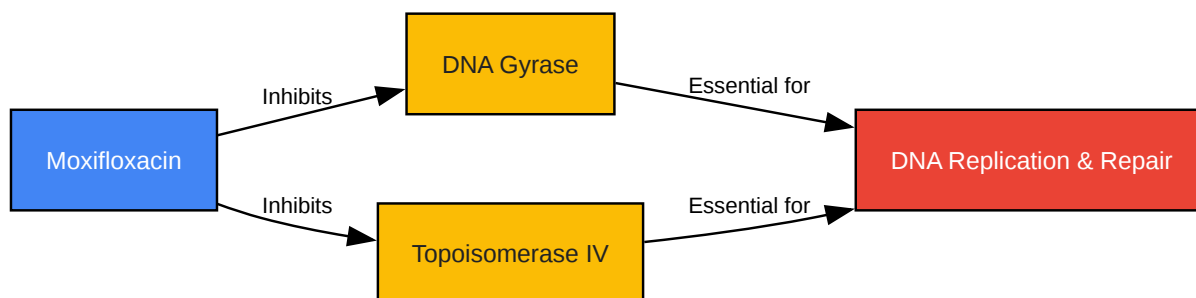 DNA Gyrase
Inhibits
Essential for
Moxifloxacin
DNA Replication & Repair
Inhibits
Essential for
Topoisomerase IV